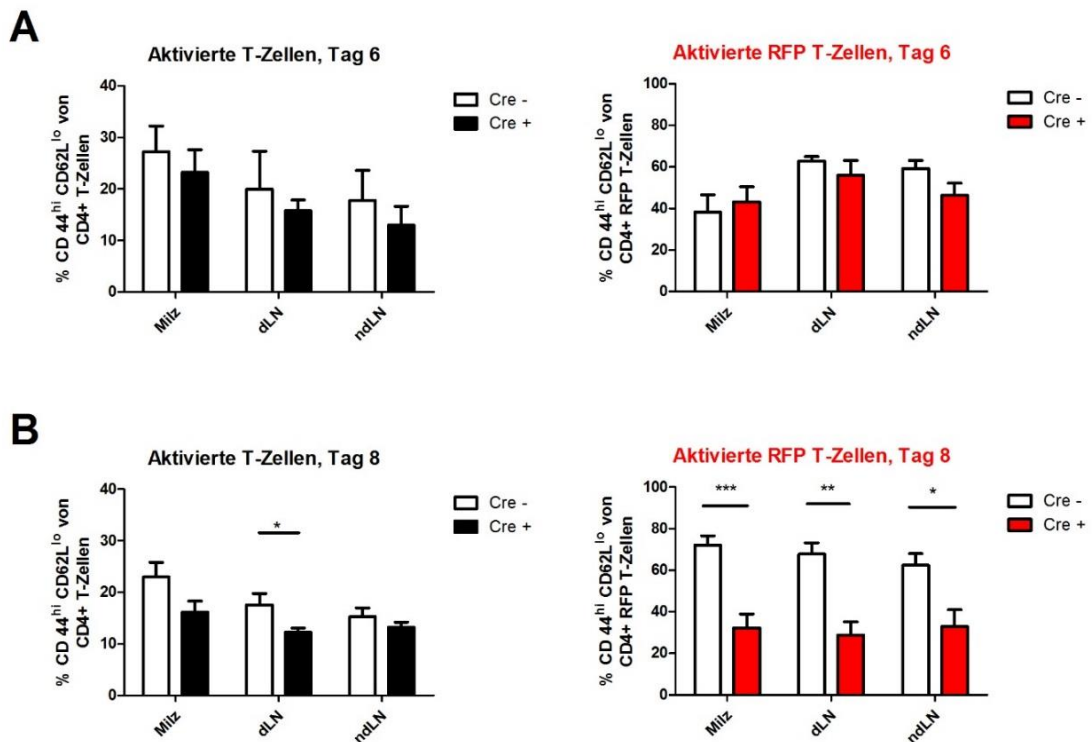 A
Aktivierte T-Zellen, Tag 6
% CD 44hi CD62Llo von
CD4+ T-Zellen
40
30
20
10
0
Milz
dLN
ndLN
Cre -
Cre +
Aktivierte RFP T-Zellen, Tag 6
% CD 44hi CD62Llo von
CD4+ RFP T-Zellen
100
80
60
40
20
0
Milz
dLN
ndLN
Cre -
Cre +
B
Aktivierte T-Zellen, Tag 8
% CD 44hi CD62Llo von
CD4+ T-Zellen
40
30
20
10
0
*
Milz
dLN
ndLN
Cre -
Cre +
Aktivierte RFP T-Zellen, Tag 8
% CD 44hi CD62Llo von
CD4+ RFP T-Zellen
100
80
60
40
20
0
***
**
*
Milz
dLN
ndLN
Cre -
Cre +